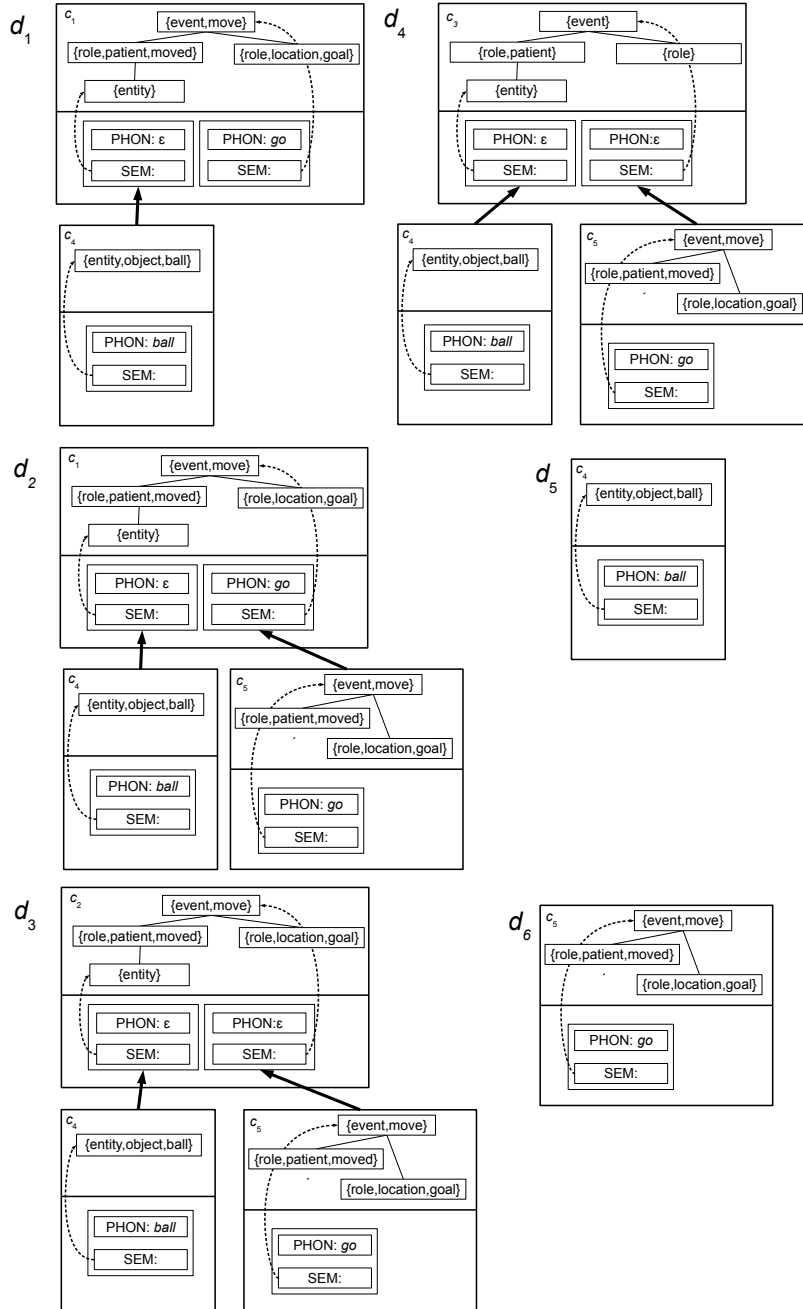 d1
c1
{event,move}
{role,patient,moved} {role,location,goal}
{entity}
PHON: ε PHON: go
SEM: SEM:
c4
{entity,object,ball}
PHON: ball
SEM:
d4
c3
{event}
{role,patient} {role}
{entity}
PHON: ε PHON:ε
SEM: SEM:
c4
{entity,object,ball}
PHON: ball
SEM:
c5
{event,move}
{role,patient,moved}
{role,location,goal}
PHON: go
SEM:
d2
c1
{event,move}
{role,patient,moved} {role,location,goal}
{entity}
PHON: ε PHON: go
SEM: SEM:
c4
{entity,object,ball}
PHON: ball
SEM:
c5
{event,move}
{role,patient,moved}
{role,location,goal}
PHON: go
SEM:
d5
c4
{entity,object,ball}
PHON: ball
SEM:
d3
c2
{event,move}
{role,patient,moved} {role,location,goal}
{entity}
PHON: ε PHON:ε
SEM: SEM:
c4
{entity,object,ball}
PHON: ball
SEM:
c5
{event,move}
{role,patient,moved}
{role,location,goal}
PHON: go
SEM:
d6
c5
{event,move}
{role,patient,moved}
{role,location,goal}
PHON: go
SEM: